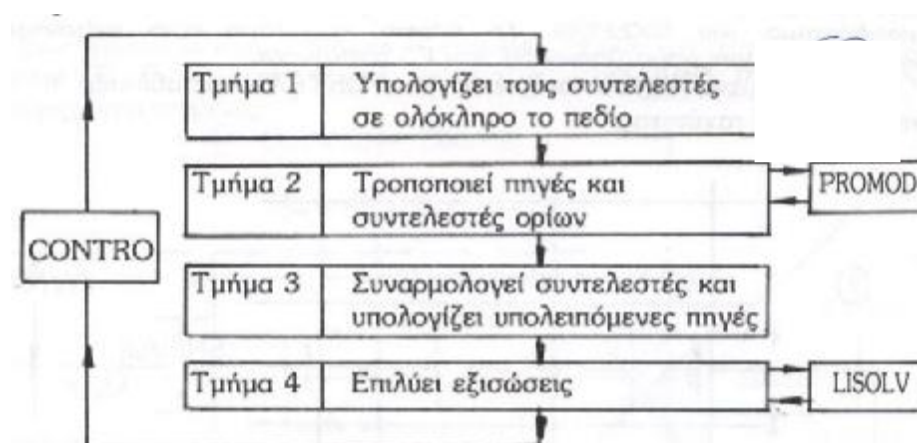 Τμήμα 1 Υπολογίζει τους συντελεστές
σε ολόκληρο το πεδίο
Τμήμα 2 Τροποποιεί πηγές και
συντελεστές ορίων
PROMOD
CONTRO
Τμήμα 3 Συναρμολογεί συντελεστές και
υπολογίζει υπολειπόμενες πηγές
Τμήμα 4 Επιλύει εξισώσεις
LISOLV